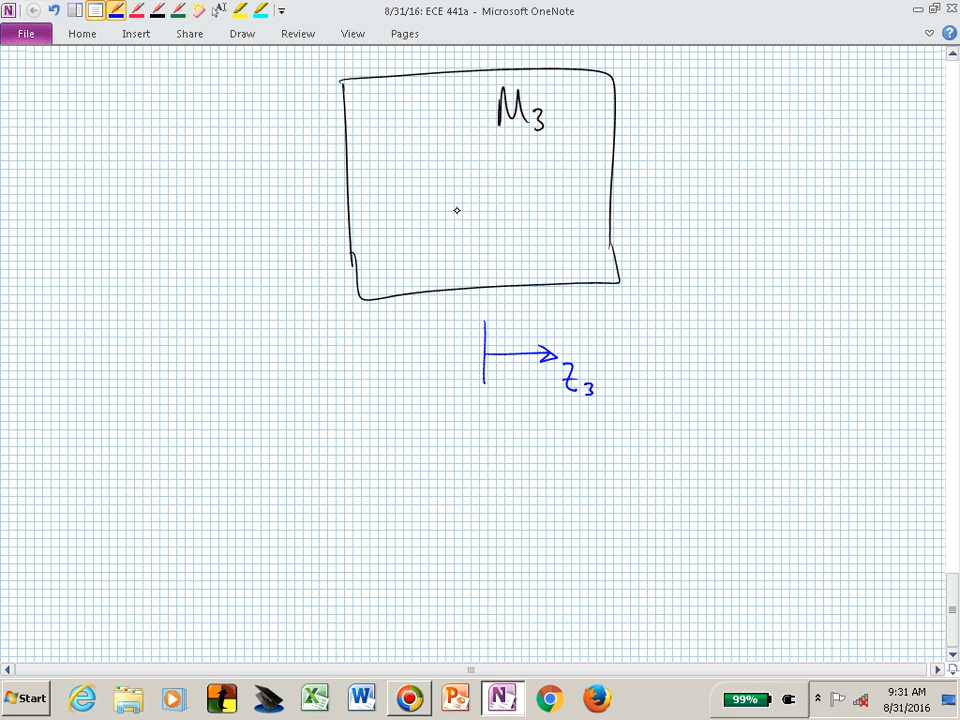 8/31/16: ECE 441a - Microsoft OneNote
File Home Insert Share Draw Review View Pages
M3
z3
Start
99%
9:31 AM
8/31/2016